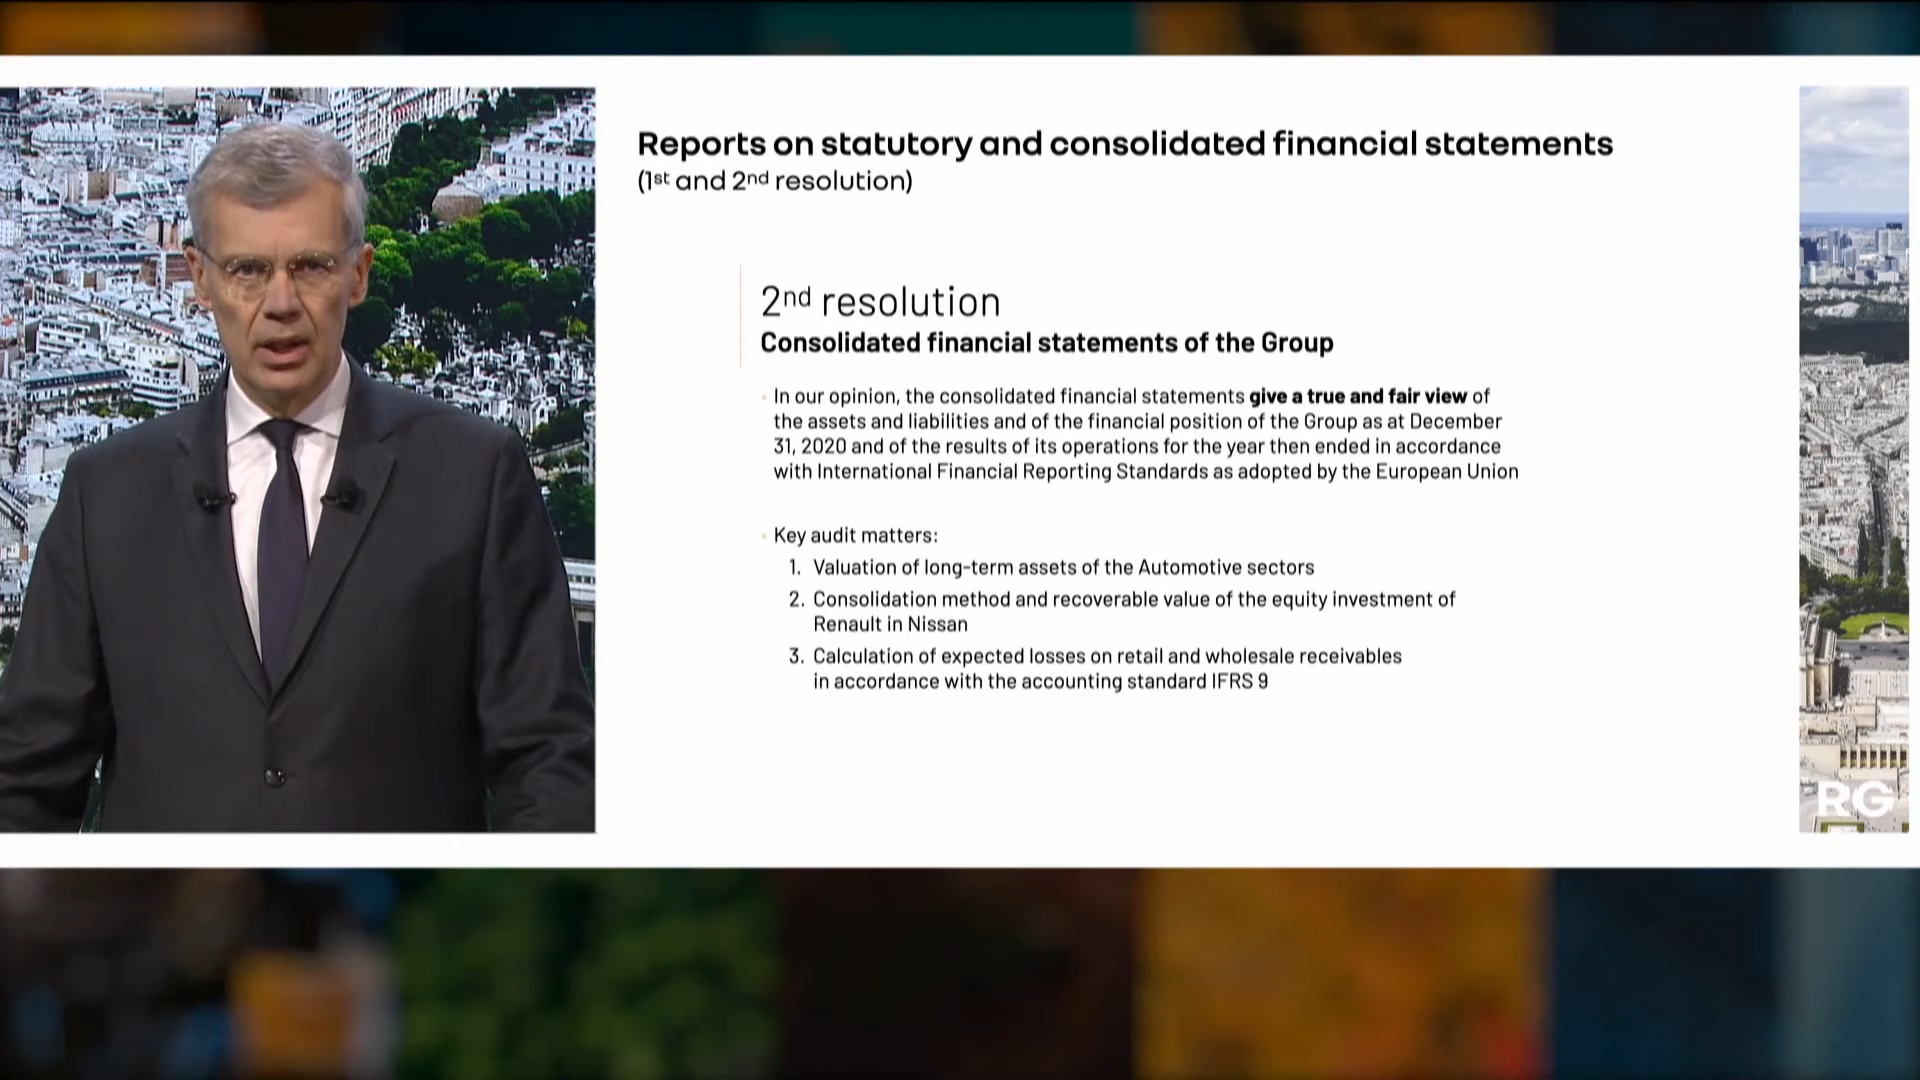 Reports on statutory and consolidated financial statements
(1st and 2nd resolution)
2nd resolution
Consolidated financial statements of the Group
In our opinion, the consolidated financial statements give a true and fair view of
the assets and liabilities and of the financial position of the Group as at December
31, 2020 and of the results of its operations for the year then ended in accordance
with International Financial Reporting Standards as adopted by the European Union
Key audit matters:
1. Valuation of long-term assets of the Automotive sectors
2. Consolidation method and recoverable value of the equity investment of
Renault in Nissan
3. Calculation of expected losses on retail and wholesale receivables
in accordance with the accounting standard IFRS 9
RG